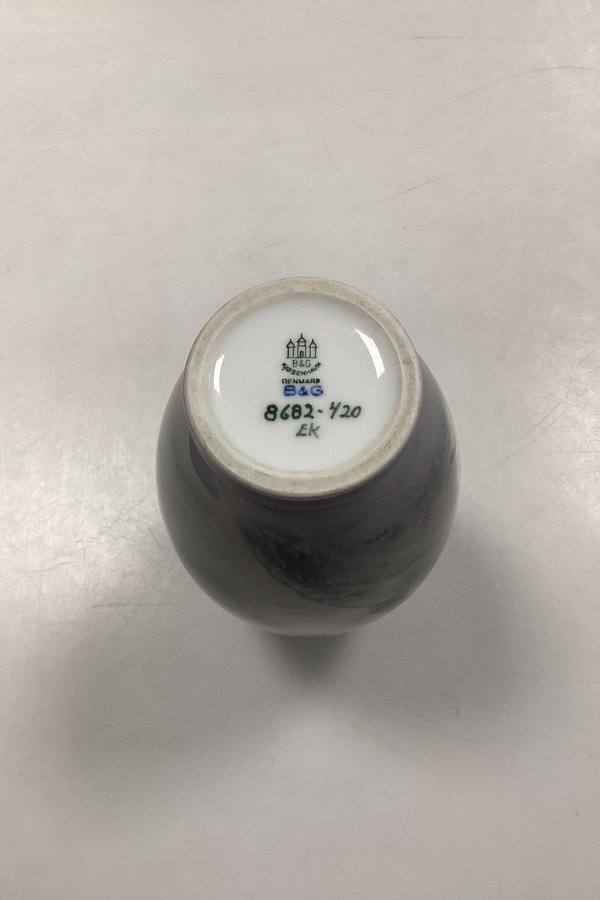 B&G
KØBENHAVN
DENMARK
B&G
8682-420
EK